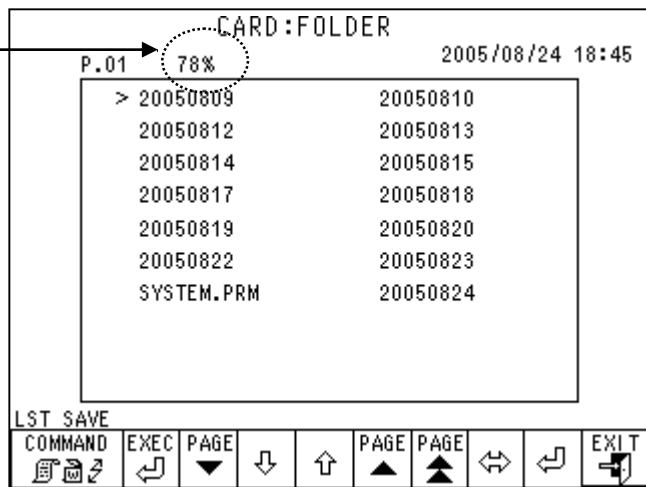 CARD:FOLDER
P.01 78% 2005/08/24 18:45
> 20050809 20050810
20050812 20050813
20050814 20050815
20050817 20050818
20050819 20050820
20050822 20050823
SYSTEM.PRM 20050824
LST SAVE
COMMAND EXEC PAGE PAGE PAGE EXIT